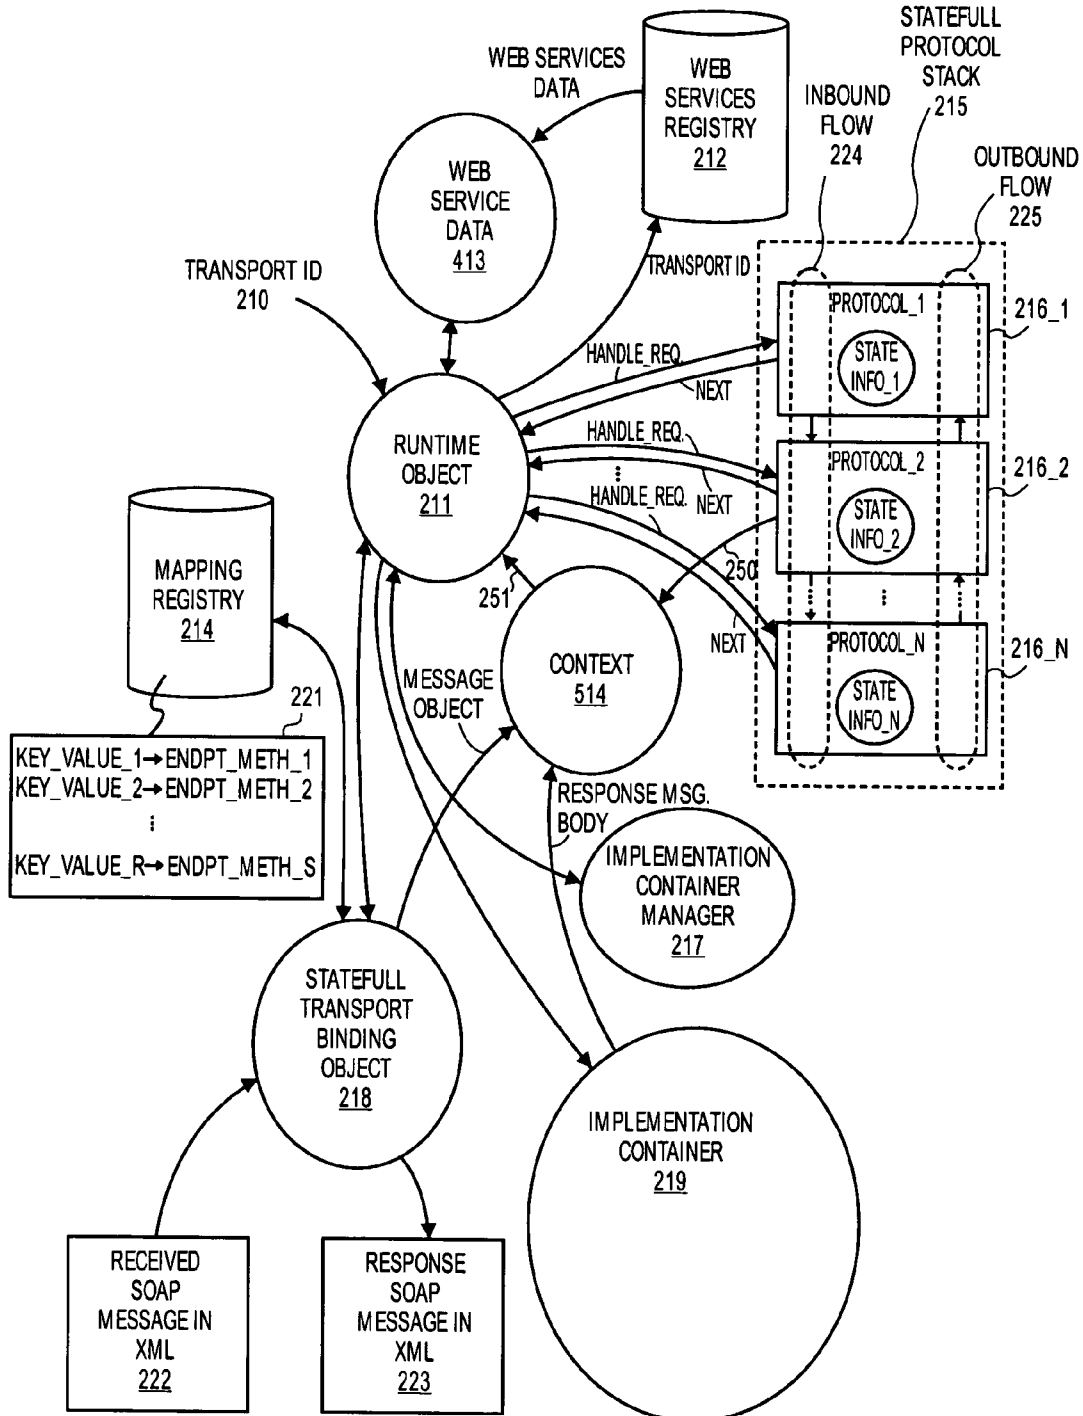 STATEFULL
PROTOCOL
STACK
215
WEB SERVICES
DATA
WEB
SERVICES
REGISTRY
212
INBOUND
FLOW
224
OUTBOUND
FLOW
225
WEB
SERVICE
DATA
413
TRANSPORT ID
210
TRANSPORT ID
PROTOCOL_1
216_1
STATE
INFO_1
HANDLE_REQ.
NEXT
RUNTIME
OBJECT
211
HANDLE_REQ.
NEXT
PROTOCOL_2
216_2
STATE
INFO_2
HANDLE_REQ.
NEXT
250
251
MAPPING
REGISTRY
214
CONTEXT
514
PROTOCOL_N
216_N
STATE
INFO_N
MESSAGE
OBJECT
221
KEY_VALUE_1→ENDPT_METH_1
KEY_VALUE_2→ENDPT_METH_2
KEY_VALUE_R→ENDPT_METH_S
RESPONSE MSG.
BODY
IMPLEMENTATION
CONTAINER
MANAGER
217
STATEFULL
TRANSPORT
BINDING
OBJECT
218
IMPLEMENTATION
CONTAINER
219
RECEIVED
SOAP
MESSAGE IN
XML
222
RESPONSE
SOAP
MESSAGE IN
XML
223